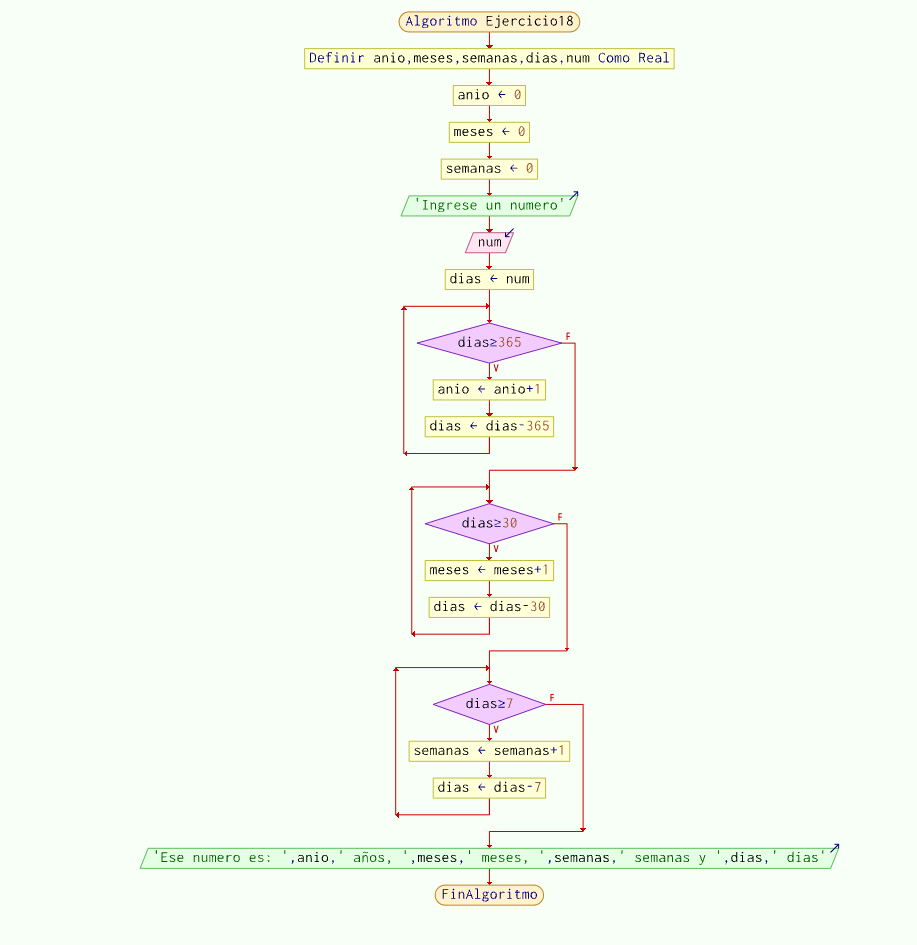 Algoritmo Ejercicio18
Definir anio,meses,semanas,dias,num Como Real
anio ← 0
meses ← 0
semanas ← 0
'Ingrese un numero'
num
dias ← num
dias≥365
F
V
anio ← anio+1
dias ← dias-365
dias≥30
F
V
meses ← meses+1
dias ← dias-30
dias≥7
F
V
semanas ← semanas+1
dias ← dias-7
'Ese numero es: ',anio,' años, ',meses,' meses, ',semanas,' semanas y ',dias,' dias'
FinAlgoritmo